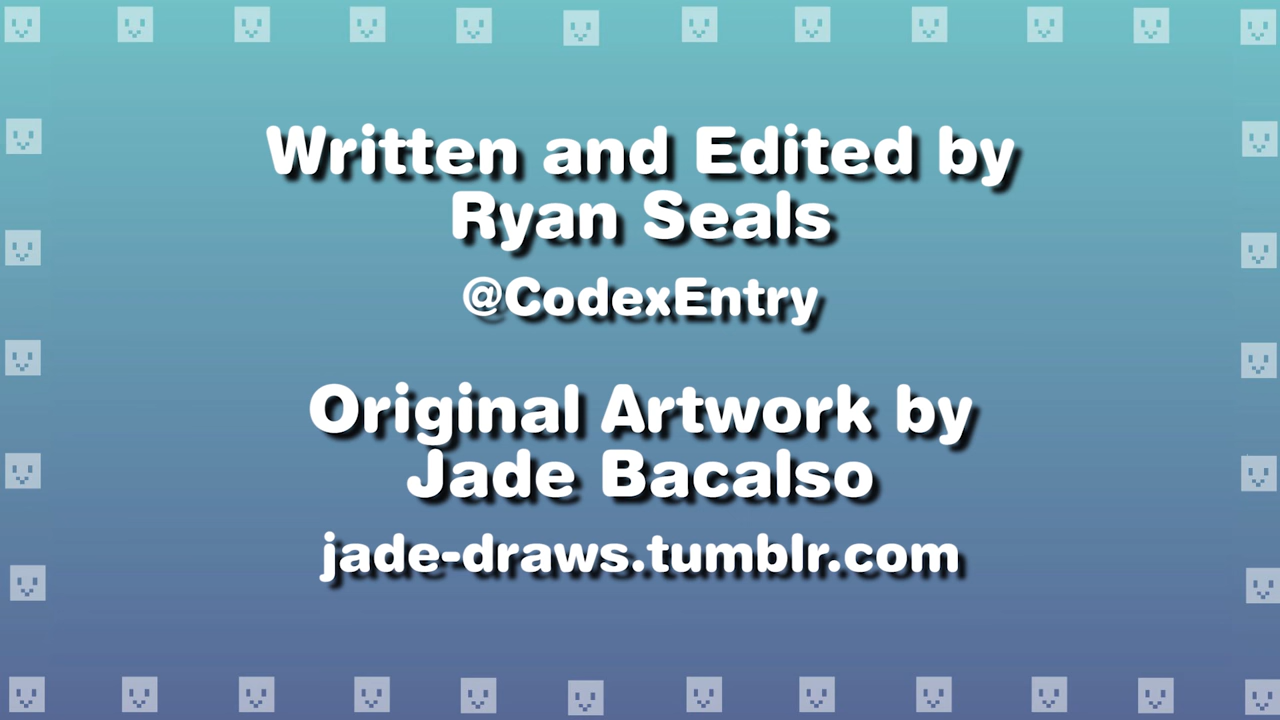 Written and Edited by
Ryan Seals
@CodexEntry
Original Artwork by
Jade Bacalso
jade-draws.tumblr.com